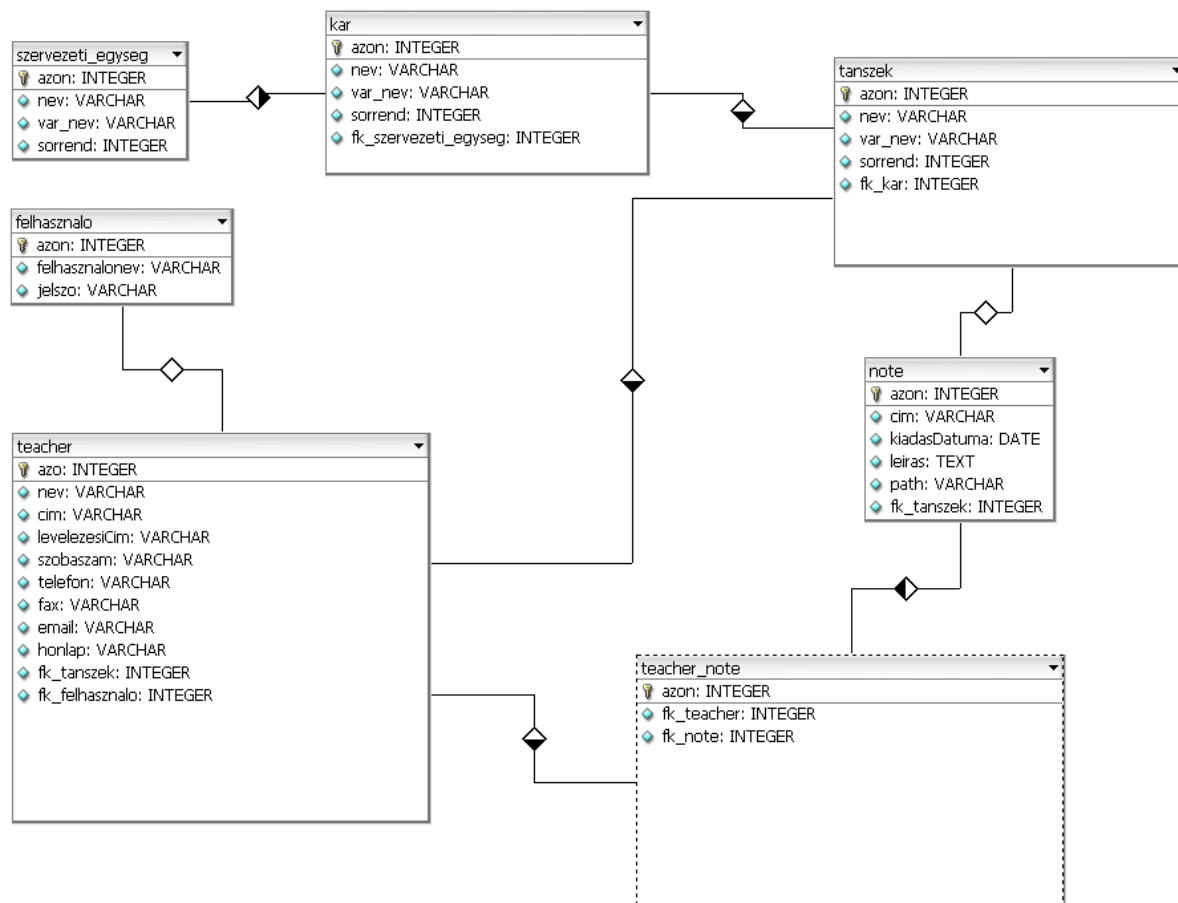 szervezeti_egyseg
azon: INTEGER
nev: VARCHAR
var_nev: VARCHAR
sorrend: INTEGER
kar
azon: INTEGER
nev: VARCHAR
var_nev: VARCHAR
sorrend: INTEGER
fk_szervezeti_egyseg: INTEGER
tanszek
azon: INTEGER
nev: VARCHAR
var_nev: VARCHAR
sorrend: INTEGER
fk_kar: INTEGER
felhasznalo
azon: INTEGER
felhasznalonev: VARCHAR
jelszo: VARCHAR
note
azon: INTEGER
cim: VARCHAR
kiadasDatuma: DATE
leiras: TEXT
path: VARCHAR
fk_tanszek: INTEGER
teacher
azo: INTEGER
nev: VARCHAR
cim: VARCHAR
levelezesiCim: VARCHAR
szobaszam: VARCHAR
telefon: VARCHAR
fax: VARCHAR
email: VARCHAR
honlap: VARCHAR
fk_tanszek: INTEGER
fk_felhasznalo: INTEGER
teacher_note
azon: INTEGER
fk_teacher: INTEGER
fk_note: INTEGER